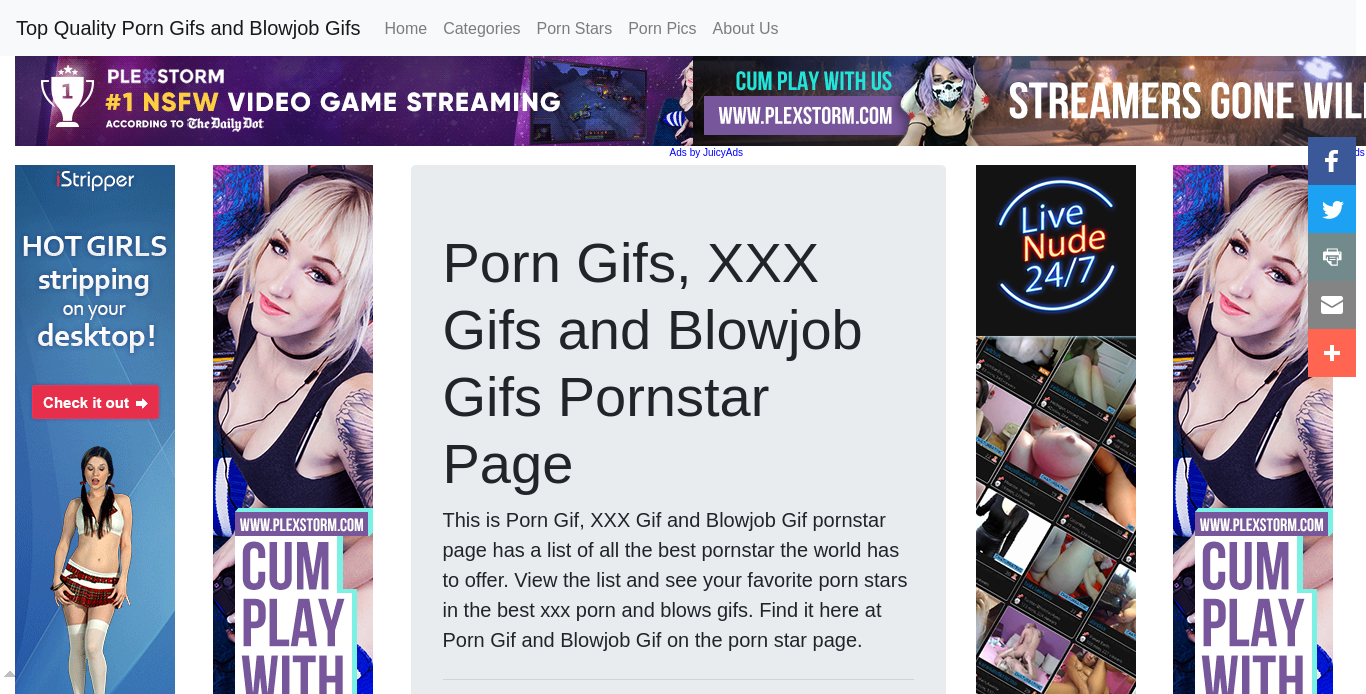 Top Quality Porn Gifs and Blowjob Gifs
Home
Categories
Porn Stars
Porn Pics
About Us
PLEXSTORM
#1 NSFW VIDEO GAME STREAMING
ACCORDING TO The Daily Dot
1
CUM PLAY WITH US
WWW.PLEXSTORM.COM
STREAMERS GONE WIL
Ads by JuicyAds
ds
iStripper
HOT GIRLS
stripping
on your
desktop!
Check it out
WWW.PLEXSTORM.COM
CUM
PLAY
WITH
Porn Gifs, XXX
Gifs and Blowjob
Gifs Pornstar
Page
This is Porn Gif, XXX Gif and Blowjob Gif pornstar
page has a list of all the best pornstar the world has
to offer. View the list and see your favorite porn stars
in the best xxx porn and blows gifs. Find it here at
Porn Gif and Blowjob Gif on the porn star page.
Live
Nude
24/7
WWW.PLEXSTORM.COM
CUM
PLAY
WITH